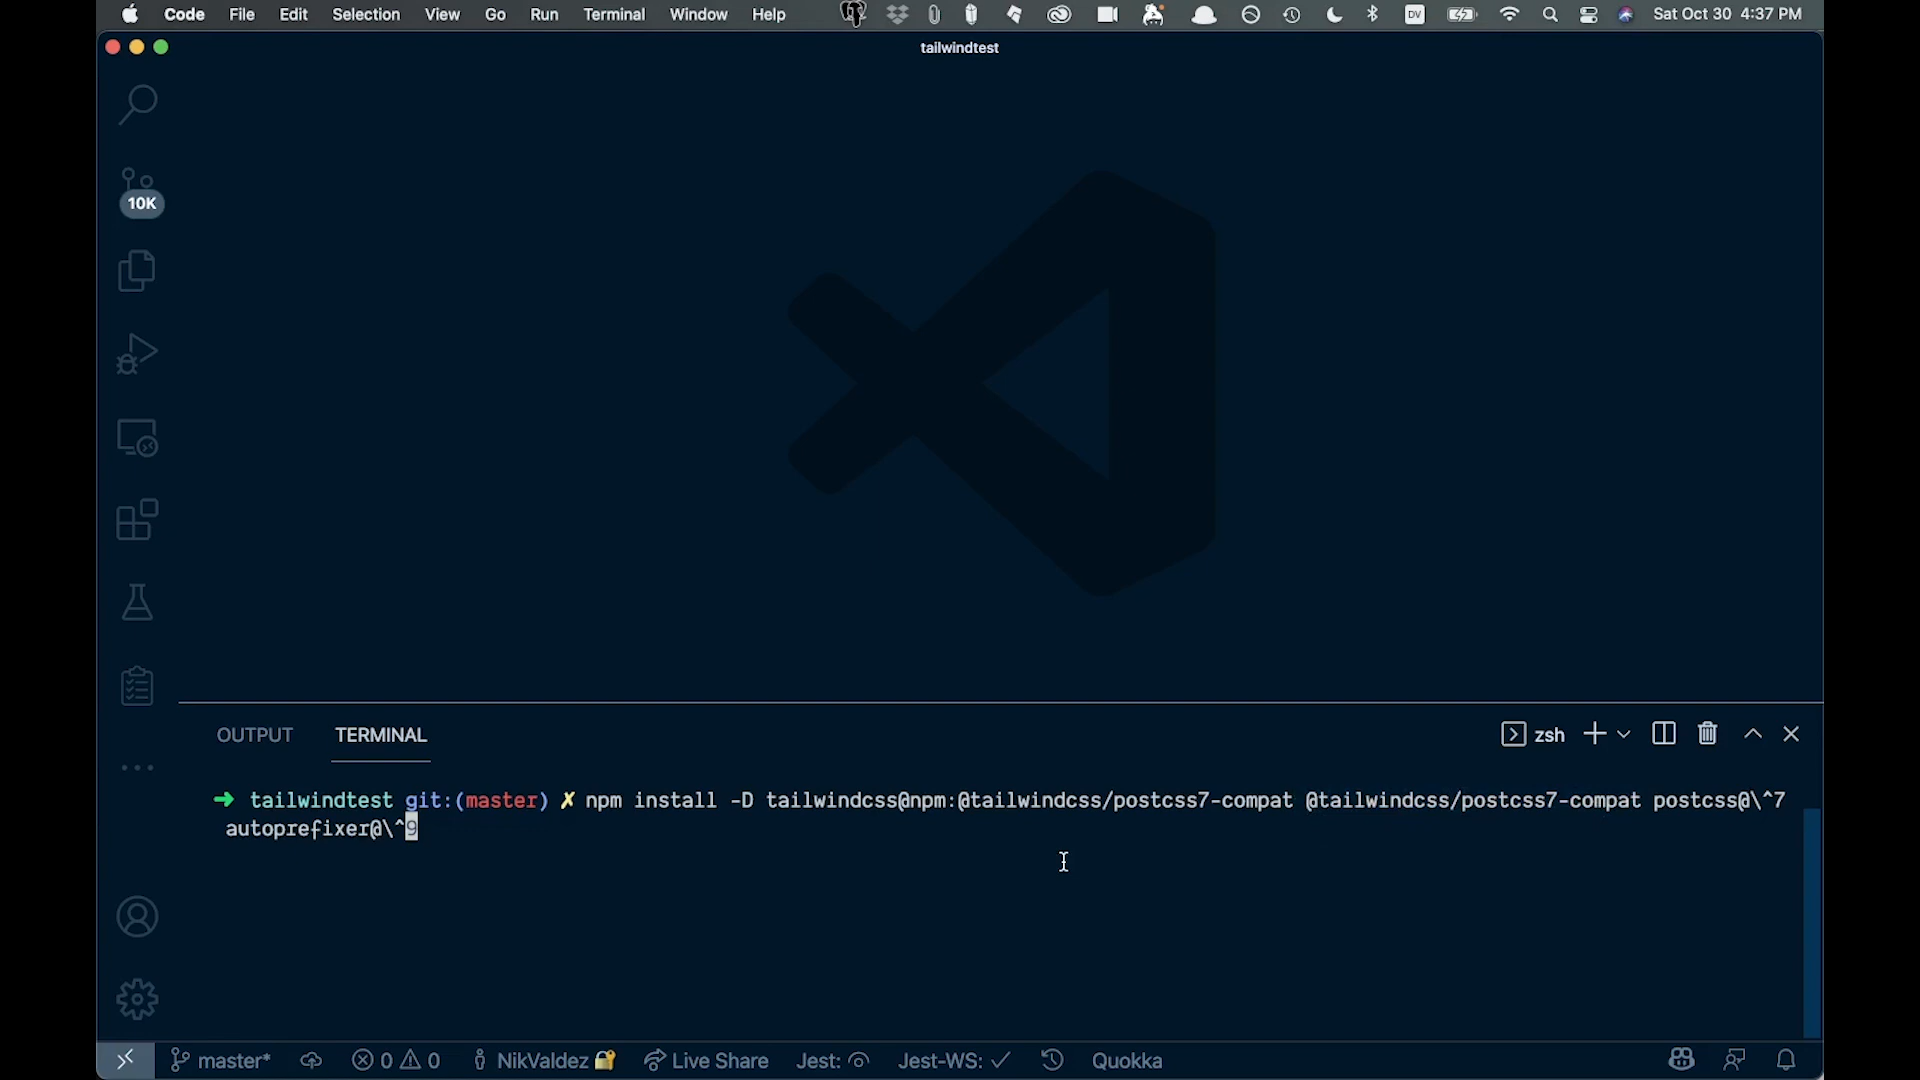 Code File Edit Selection View Go Run Terminal Window Help DV Sat Oct 30 4:37 PM
tailwindtest
10K
OUTPUT TERMINAL zsh
➜ tailwindtest git:(master) ✗ npm install -D tailwindcss@npm:@tailwindcss/postcss7-compat @tailwindcss/postcss7-compat postcss@\^7
autoprefixer@\^9
master* 0 0 NikValdez Live Share Jest: Jest-WS: Quokka